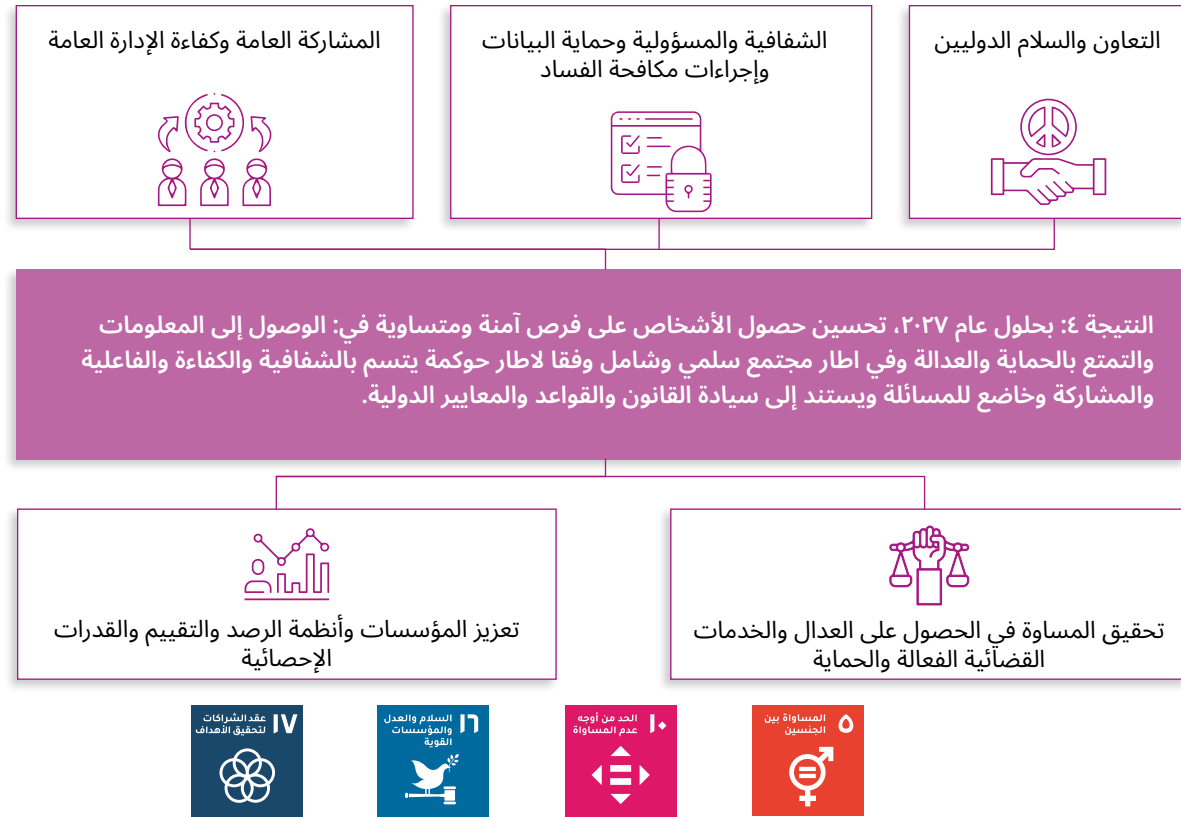 التعاون والسلام الدوليين
الشفافية والمسؤولية وحماية البيانات
وإجراءات مكافحة الفساد
المشاركة العامة وكفاءة الإدارة العامة
النتيجة ٤: بحلول عام ٢٠٢٧، تحسين حصول الأشخاص على فرص آمنة ومتساوية في: الوصول إلى المعلومات
والتمتع بالحماية والعدالة وفي اطار مجتمع سلمي وشامل وفقا لاطار حوكمة يتسم بالشفافية والكفاءة والفاعلية
والمشاركة وخاضع للمسائلة ويستند إلى سيادة القانون والقواعد والمعايير الدولية.
تحقيق المساوة في الحصول على العدال والخدمات
القضائية الفعالة والحماية
تعزيز المؤسسات وأنظمة الرصد والتقييم والقدرات
الإحصائية
٥ المساواة بين
الجنسين
١٠ الحد من أوجه
عدم المساواة
١٦ السلام والعدل
والمؤسسات
القوية
١٧ عقد الشراكات
لتحقيق الأهداف